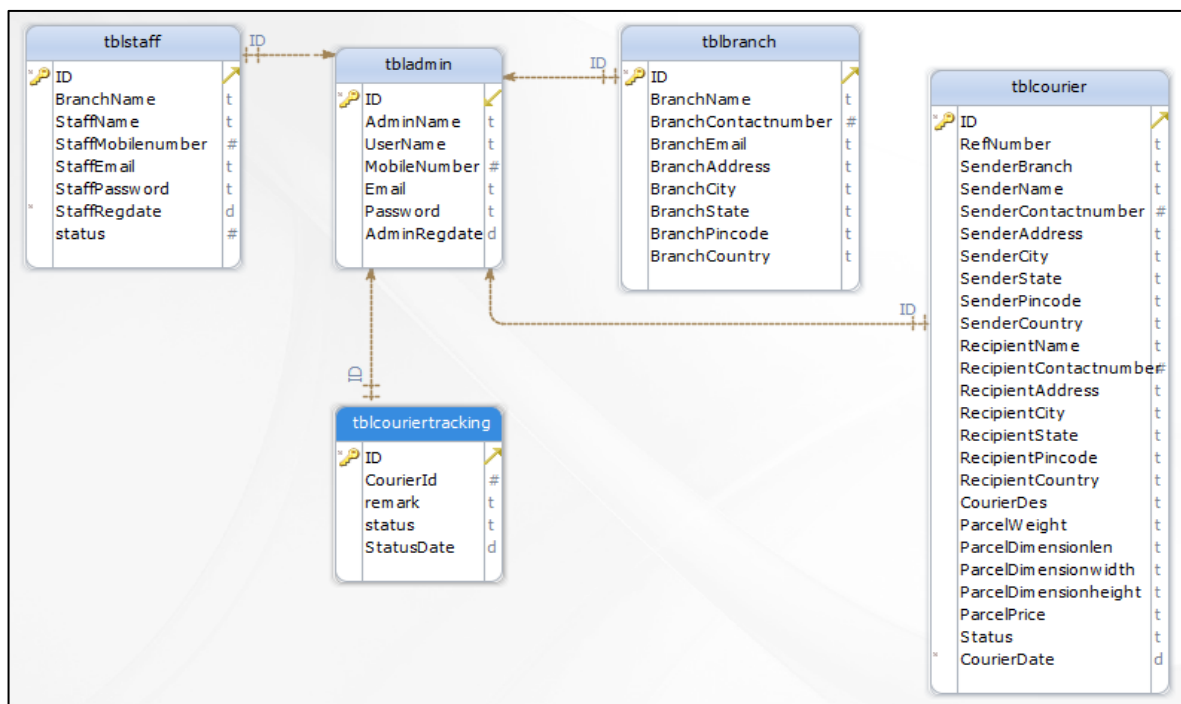 tblstaff
ID
BranchName t
StaffName t
StaffMobilenumber #
StaffEmail t
StaffPassword t
StaffRegdate d
status #
ID
tbladmin
ID
AdminName t
UserName t
MobileNumber #
Email t
Password t
AdminRegdate d
ID
tblbranch
ID
BranchName t
BranchContactnumber #
BranchEmail t
BranchAddress t
BranchCity t
BranchState t
BranchPincode t
BranchCountry t
ID
tblcourier
ID
RefNumber t
SenderBranch t
SenderName t
SenderContactnumber #
SenderAddress t
SenderCity t
SenderState t
SenderPincode t
SenderCountry t
RecipientName t
RecipientContactnumber#
RecipientAddress t
RecipientCity t
RecipientState t
RecipientPincode t
RecipientCountry t
CourierDes t
ParcelWeight t
ParcelDimensionlen t
ParcelDimensionwidth t
ParcelDimensionheight t
ParcelPrice t
Status t
CourierDate d
ID
tblcouriertracking
ID
CourierId #
remark t
status t
StatusDate d